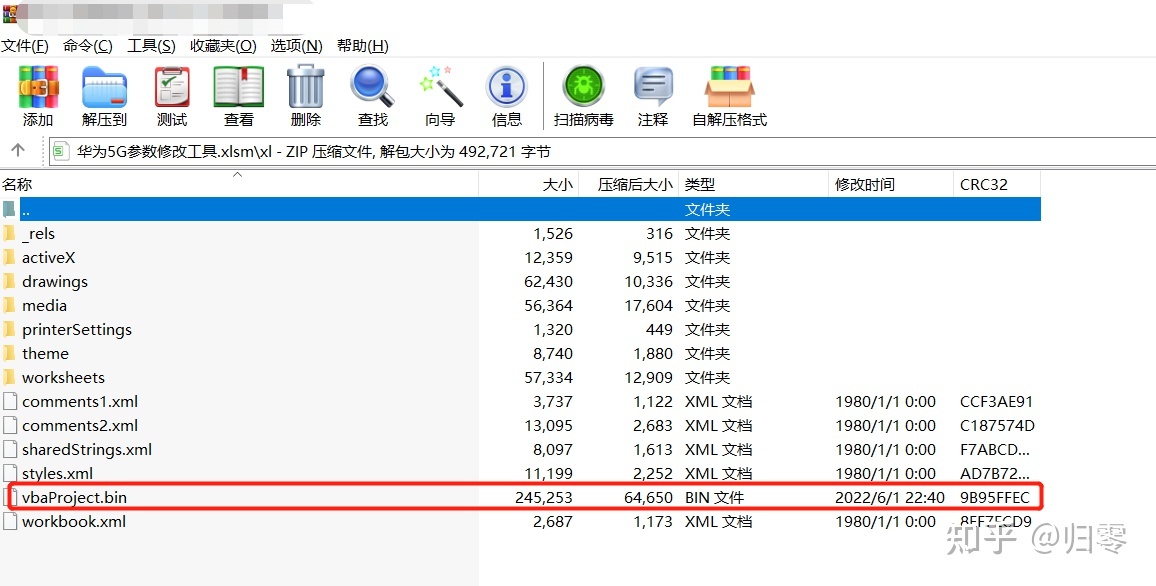 文件(F) 命令(C) 工具(S) 收藏夹(O) 选项(N) 帮助(H)
添加 解压到 测试 查看 删除 查找 向导 信息 扫描病毒 注释 自解压格式
华为5G参数修改工具.xlsm\xl - ZIP 压缩文件, 解包大小为 492,721 字节
名称 大小 压缩后大小 类型 修改时间 CRC32
.. 文件夹
_rels 1,526 316 文件夹
activeX 12,359 9,515 文件夹
drawings 62,430 10,336 文件夹
media 56,364 17,604 文件夹
printerSettings 1,320 449 文件夹
theme 8,740 1,880 文件夹
worksheets 57,334 12,909 文件夹
comments1.xml 3,737 1,122 XML 文档 1980/1/1 0:00 CCF3AE91
comments2.xml 13,095 2,683 XML 文档 1980/1/1 0:00 C187574D
sharedStrings.xml 8,097 1,613 XML 文档 1980/1/1 0:00 F7ABCD...
styles.xml 11,199 2,252 XML 文档 1980/1/1 0:00 AD7B72...
vbaProject.bin 245,253 64,650 BIN 文件 2022/6/1 22:40 9B95FFEC
workbook.xml 2,687 1,173 XML 文档 1980/1/1 0:00
知乎 @归零